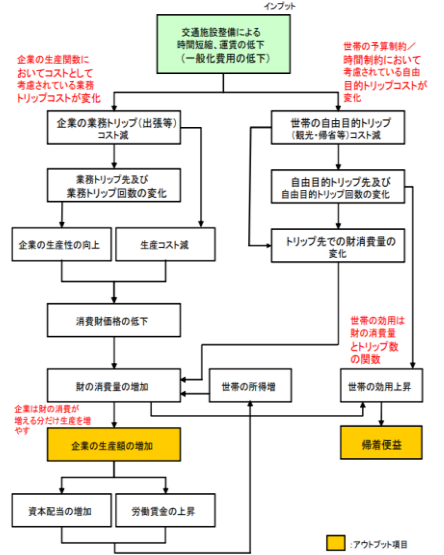 インプット
交通施設整備による
時間短縮、運賃の低下
(一般化費用の低下)
企業の生産関数に
おいてコストとして
考慮されている業務
トリップコストが変化
世帯の予算制約／
時間制約において
考慮されている自由
目的トリップコストが
変化
企業の業務トリップ(出張等)
コスト減
世帯の自由目的トリップ
(観光・帰省等)コスト減
業務トリップ先及び
業務トリップ回数の変化
自由目的トリップ先及び
自由目的トリップ回数の変化
企業の生産性の向上
生産コスト減
トリップ先での財消費量の
変化
消費財価格の低下
世帯の効用は
財の消費量
とトリップ数
の関数
財の消費量の増加
世帯の所得増
世帯の効用上昇
企業は財の消費が
増える分だけ生産を増
やす
企業の生産額の増加
帰着便益
資本配当の増加
労働賃金の上昇
:アウトプット項目